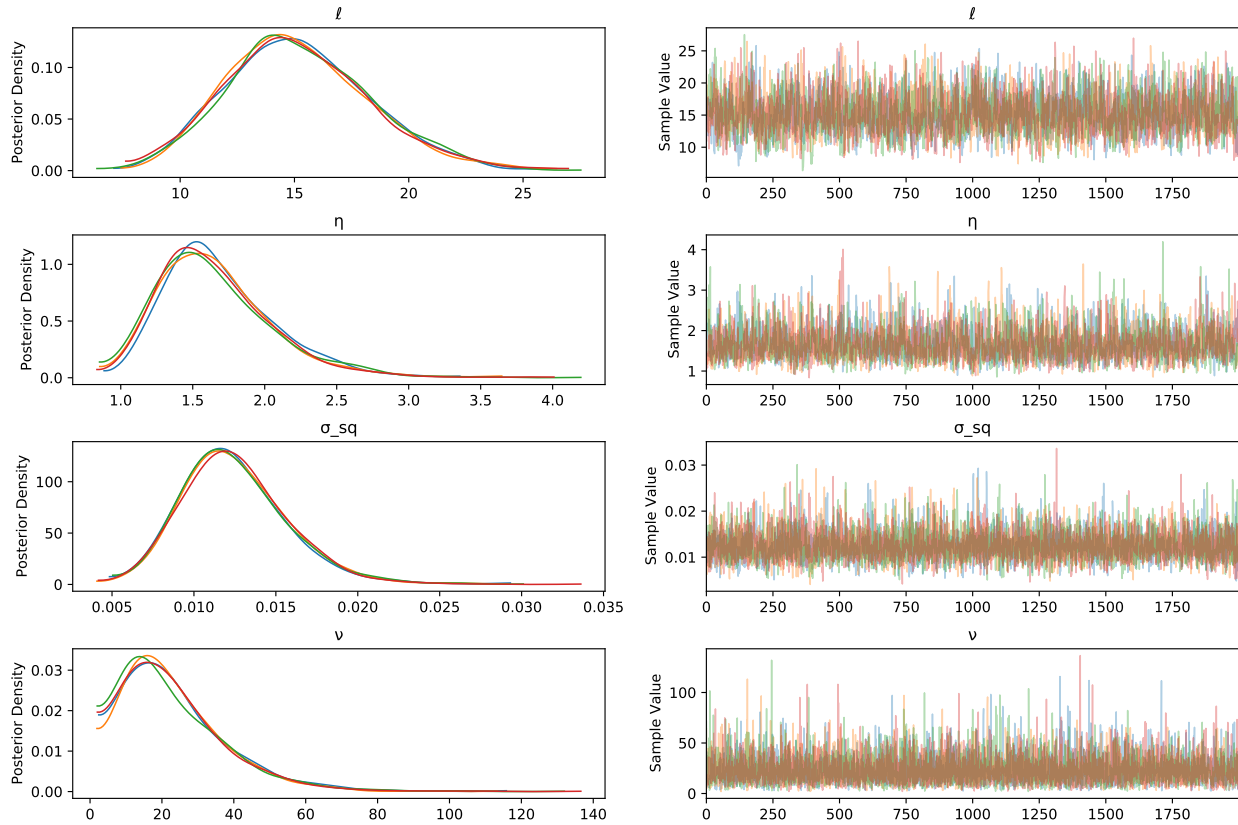 ℓ
Posterior Density
0.10
0.05
0.00
10 15 20 25
ℓ
Sample Value
25
20
15
10
0 250 500 750 1000 1250 1500 1750
η
Posterior Density
1.0
0.5
0.0
1.0 1.5 2.0 2.5 3.0 3.5 4.0
η
Sample Value
4
3
2
1
0 250 500 750 1000 1250 1500 1750
σ_sq
Posterior Density
100
50
0
0.005 0.010 0.015 0.020 0.025 0.030 0.035
σ_sq
Sample Value
0.03
0.02
0.01
0 250 500 750 1000 1250 1500 1750
ν
Posterior Density
0.03
0.02
0.01
0.00
0 20 40 60 80 100 120 140
ν
Sample Value
100
50
0
0 250 500 750 1000 1250 1500 1750